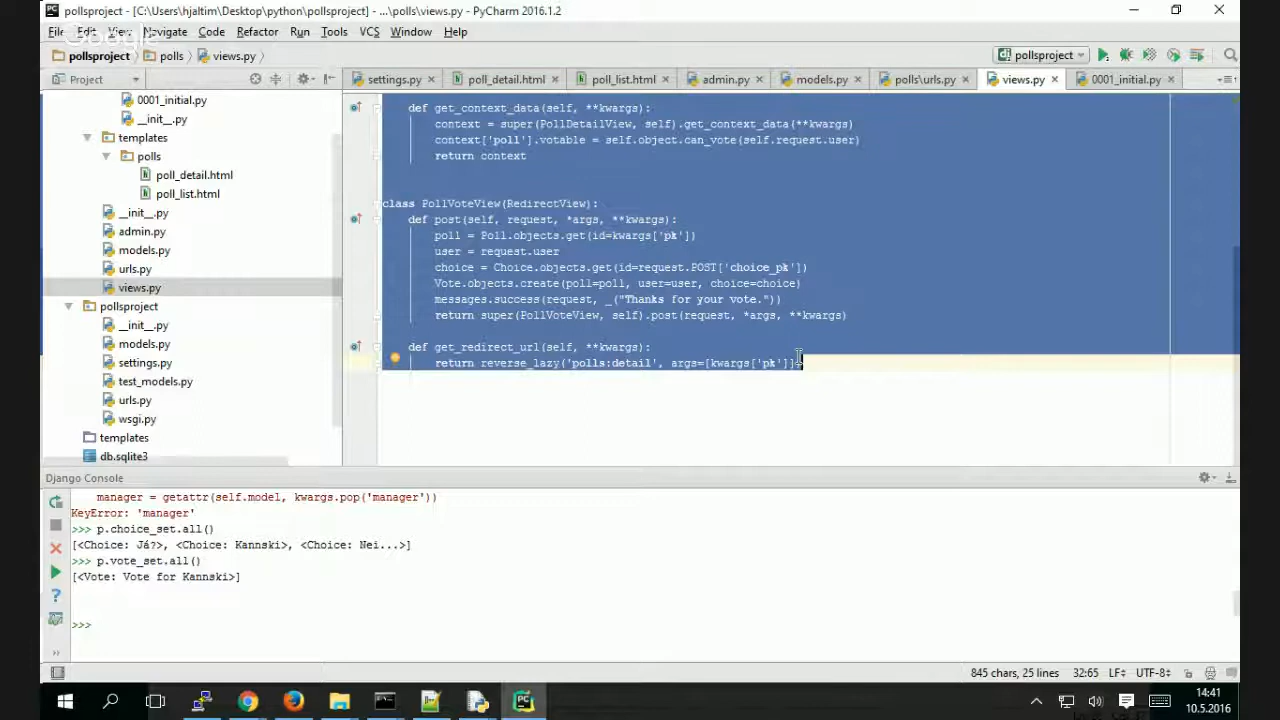 pollsproject - [C:\Users\hjaltim\Desktop\python\pollsproject] - ...\polls\views.py - PyCharm 2016.1.2
File Edit View Navigate Code Refactor Run Tools VCS Window Help
Google
pollsproject polls views.py pollsproject
Project settings.py poll_detail.html poll_list.html admin.py models.py polls\urls.py views.py 0001_initial.py
0001_initial.py
__init__.py
templates
polls
poll_detail.html
poll_list.html
__init__.py
admin.py
models.py
urls.py
views.py
pollsproject
__init__.py
models.py
settings.py
test_models.py
urls.py
wsgi.py
templates
db.sqlite3
def get_context_data(self, **kwargs):
context = super(PollDetailView, self).get_context_data(**kwargs)
context['poll'].votable = self.object.can_vote(self.request.user)
return context
class PollVoteView(RedirectView):
def post(self, request, *args, **kwargs):
poll = Poll.objects.get(id=kwargs['pk'])
user = request.user
choice = Choice.objects.get(id=request.POST['choice_pk'])
Vote.objects.create(poll=poll, user=user, choice=choice)
messages.success(request, _("Thanks for your vote."))
return super(PollVoteView, self).post(request, *args, **kwargs)
def get_redirect_url(self, **kwargs):
return reverse_lazy('polls:detail', args=[kwargs['pk']])
Django Console
manager = getattr(self.model, kwargs.pop('manager'))
KeyError: 'manager'
>>> p.choice_set.all()
[<Choice: Já?>, <Choice: Kannski>, <Choice: Nei...>]
>>> p.vote_set.all()
[<Vote: Vote for Kannski>]
>>>
845 chars, 25 lines 32:65 LF÷ UTF-8÷
14:41
10.5.2016